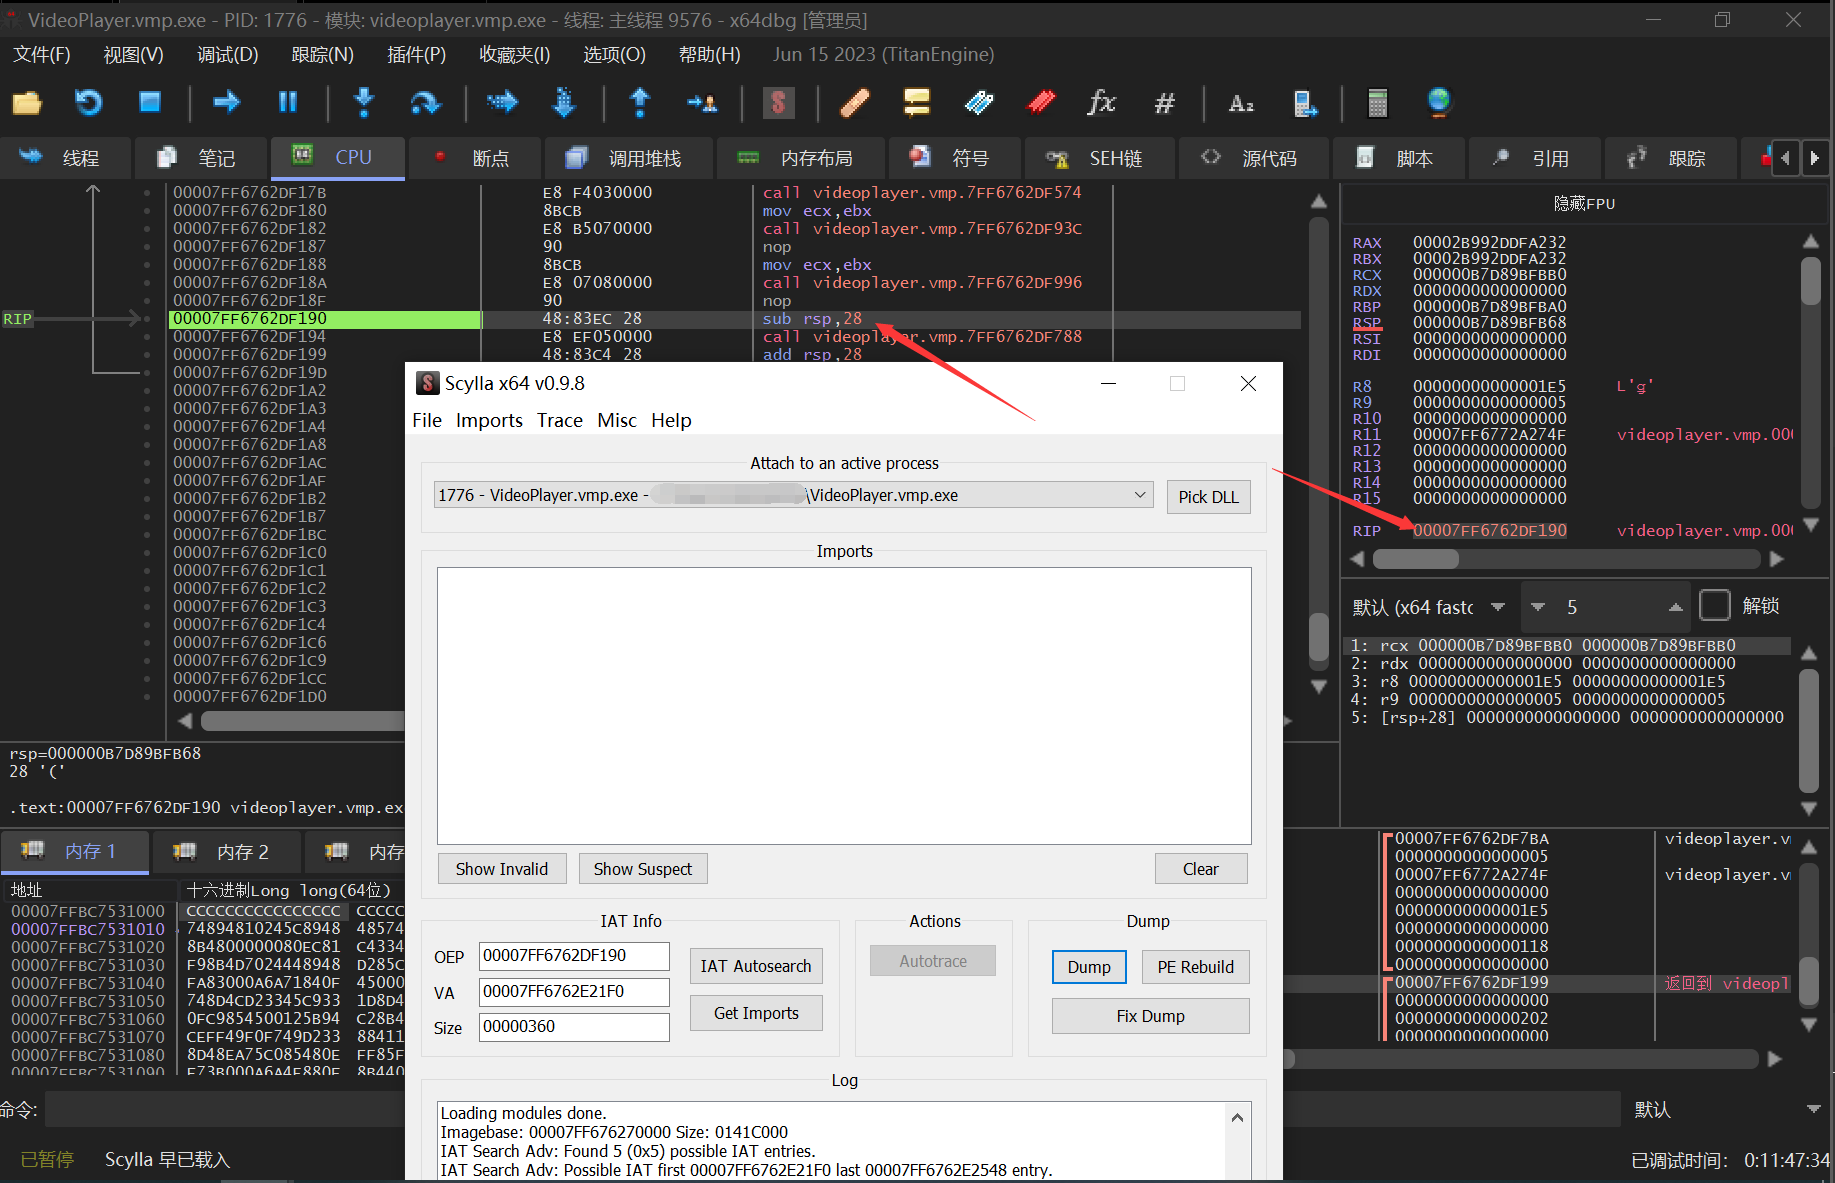 VideoPlayer.vmp.exe - PID: 1776 - 模块: videoplayer.vmp.exe - 线程: 主线程 9576 - x64dbg [管理员]
文件(F) 视图(V) 调试(D) 跟踪(N) 插件(P) 收藏夹(I) 选项(O) 帮助(H) Jun 15 2023 (TitanEngine)
线程 笔记 CPU 断点 调用堆栈 内存布局 符号 SEH链 源代码 脚本 引用 跟踪
00007FF6762DF17B E8 F4030000 call videoplayer.vmp.7FF6762DF574
00007FF6762DF180 8BCB mov ecx,ebx
00007FF6762DF182 E8 B5070000 call videoplayer.vmp.7FF6762DF93C
00007FF6762DF187 90 nop
00007FF6762DF188 8BCB mov ecx,ebx
00007FF6762DF18A E8 07080000 call videoplayer.vmp.7FF6762DF996
00007FF6762DF18F 90 nop
RIP 00007FF6762DF190 48:83EC 28 sub rsp,28
00007FF6762DF194 E8 EF050000 call videoplayer.vmp.7FF6762DF788
00007FF6762DF199 48:83C4 28 add rsp,28
00007FF6762DF19D
00007FF6762DF1A2
00007FF6762DF1A3
00007FF6762DF1A4
00007FF6762DF1A8
00007FF6762DF1AC
00007FF6762DF1AF
00007FF6762DF1B2
00007FF6762DF1B7
00007FF6762DF1BC
00007FF6762DF1C0
00007FF6762DF1C1
00007FF6762DF1C2
00007FF6762DF1C3
00007FF6762DF1C4
00007FF6762DF1C6
00007FF6762DF1C9
00007FF6762DF1CC
00007FF6762DF1D0
隐藏FPU
RAX 00002B992DDFA232
RBX 00002B992DDFA232
RCX 000000B7D89BFBB0
RDX 0000000000000000
RBP 000000B7D89BFBA0
RSP 000000B7D89BFB68
RSI 0000000000000000
RDI 0000000000000000
R8 00000000000001E5 L'ǥ'
R9 0000000000000005
R10 0000000000000000
R11 00007FF6772A274F videoplayer.vmp.00
R12 0000000000000000
R13 0000000000000000
R14 0000000000000000
R15 0000000000000000
RIP 00007FF6762DF190 videoplayer.vmp.00
默认 (x64 fastc 5 解锁
1: rcx 000000B7D89BFBB0 000000B7D89BFBB0
2: rdx 0000000000000000 0000000000000000
3: r8 00000000000001E5 00000000000001E5
4: r9 0000000000000005 0000000000000005
5: [rsp+28] 0000000000000000 0000000000000000
rsp=000000B7D89BFB68
28 '('
.text:00007FF6762DF190 videoplayer.vmp.ex
内存 1 内存 2 内存
地址 十六进制Long long(64位)
00007FFBC7531000 CCCCCCCCCCCCCCCC CCCCC
00007FFBC7531010 74894810245C8948 48574
00007FFBC7531020 8B4800000080EC81 C4334
00007FFBC7531030 F98B4D7024448948 D285C
00007FFBC7531040 FA83000A6A71840F 45000
00007FFBC7531050 748D4CD23345C933 1D8D4
00007FFBC7531060 0FC9854500125B94 C28B4
00007FFBC7531070 CEFF49F0F749D233 88411
00007FFBC7531080 8D48EA75C085480E FF85F
00007FFBC7531090 E73B000A6A4E880F 8B440
00007FF6762DF7BA videoplayer.v
0000000000000005
00007FF6772A274F videoplayer.v
0000000000000000
00000000000001E5
0000000000000000
0000000000000118
0000000000000000
00007FF6762DF199 返回到 videopl
0000000000000000
0000000000000202
0000000000000000
Scylla x64 v0.9.8
File Imports Trace Misc Help
Attach to an active process
1776 - VideoPlayer.vmp.exe - \VideoPlayer.vmp.exe Pick DLL
Imports
Show Invalid Show Suspect Clear
IAT Info
OEP 00007FF6762DF190
VA 00007FF6762E21F0
Size 00000360
IAT Autosearch
Get Imports
Actions
Autotrace
Dump
Dump PE Rebuild
Fix Dump
Log
Loading modules done.
Imagebase: 00007FF676270000 Size: 0141C000
IAT Search Adv: Found 5 (0x5) possible IAT entries.
IAT Search Adv: Possible IAT first 00007FF6762E21F0 last 00007FF6762E2548 entry.
命令: 默认
已暂停 Scylla 早已载入 已调试时间: 0:11:47:34